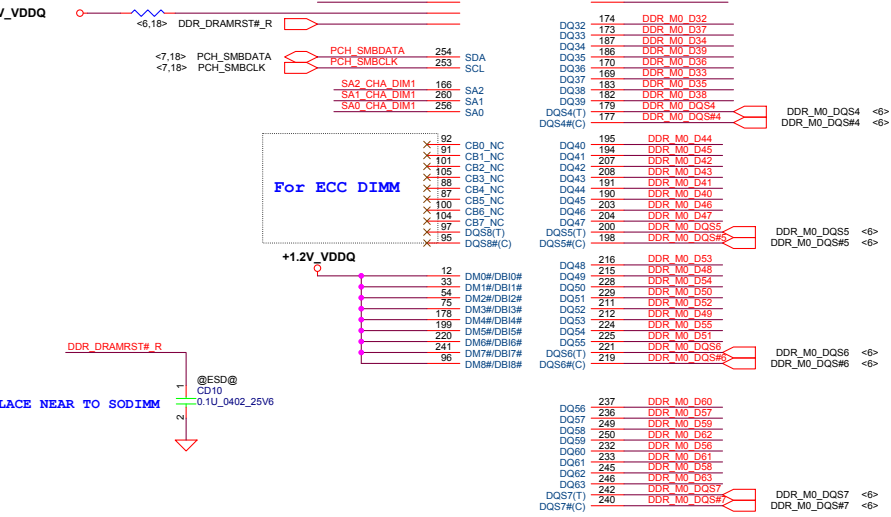 V_VDDQ
<6,18> DDR_DRAMRST#_R
<7,18> PCH_SMBDATA PCH_SMBDATA 254 SDA
<7,18> PCH_SMBCLK PCH_SMBCLK 253 SCL
SA2_CHA_DIM1 166 SA2
SA1_CHA_DIM1 260 SA1
SA0_CHA_DIM1 256 SA0
For ECC DIMM
92 CB0_NC
91 CB1_NC
101 CB2_NC
105 CB3_NC
88 CB4_NC
87 CB5_NC
100 CB6_NC
104 CB7_NC
97 DQS8(T)
95 DQS8#(C)
+1.2V_VDDQ
12 DM0#/DBI0#
33 DM1#/DBI1#
54 DM2#/DBI2#
75 DM3#/DBI3#
178 DM4#/DBI4#
199 DM5#/DBI5#
220 DM6#/DBI6#
241 DM7#/DBI7#
96 DM8#/DBI8#
DDR_DRAMRST#_R
1
@ESD@
CD10
0.1U_0402_25V6
2
LACE NEAR TO SODIMM
DQ32 174 DDR_M0_D32
DQ33 173 DDR_M0_D37
DQ34 187 DDR_M0_D34
DQ35 186 DDR_M0_D39
DQ36 170 DDR_M0_D36
DQ37 169 DDR_M0_D33
DQ38 183 DDR_M0_D35
DQ39 182 DDR_M0_D38
DQS4(T) 179 DDR_M0_DQS4 DDR_M0_DQS4 <6>
DQS4#(C) 177 DDR_M0_DQS#4 DDR_M0_DQS#4 <6>
DQ40 195 DDR_M0_D44
DQ41 194 DDR_M0_D45
DQ42 207 DDR_M0_D42
DQ43 208 DDR_M0_D43
DQ44 191 DDR_M0_D41
DQ45 190 DDR_M0_D40
DQ46 203 DDR_M0_D46
DQ47 204 DDR_M0_D47
DQS5(T) 200 DDR_M0_DQS5 DDR_M0_DQS5 <6>
DQS5#(C) 198 DDR_M0_DQS#5 DDR_M0_DQS#5 <6>
DQ48 216 DDR_M0_D53
DQ49 215 DDR_M0_D48
DQ50 228 DDR_M0_D54
DQ51 229 DDR_M0_D50
DQ52 211 DDR_M0_D52
DQ53 212 DDR_M0_D49
DQ54 224 DDR_M0_D55
DQ55 225 DDR_M0_D51
DQS6(T) 221 DDR_M0_DQS6 DDR_M0_DQS6 <6>
DQS6#(C) 219 DDR_M0_DQS#6 DDR_M0_DQS#6 <6>
DQ56 237 DDR_M0_D60
DQ57 236 DDR_M0_D57
DQ58 249 DDR_M0_D59
DQ59 250 DDR_M0_D62
DQ60 232 DDR_M0_D56
DQ61 233 DDR_M0_D61
DQ62 245 DDR_M0_D58
DQ63 246 DDR_M0_D63
DQS7(T) 242 DDR_M0_DQS7 DDR_M0_DQS7 <6>
DQS7#(C) 240 DDR_M0_DQS#7 DDR_M0_DQS#7 <6>